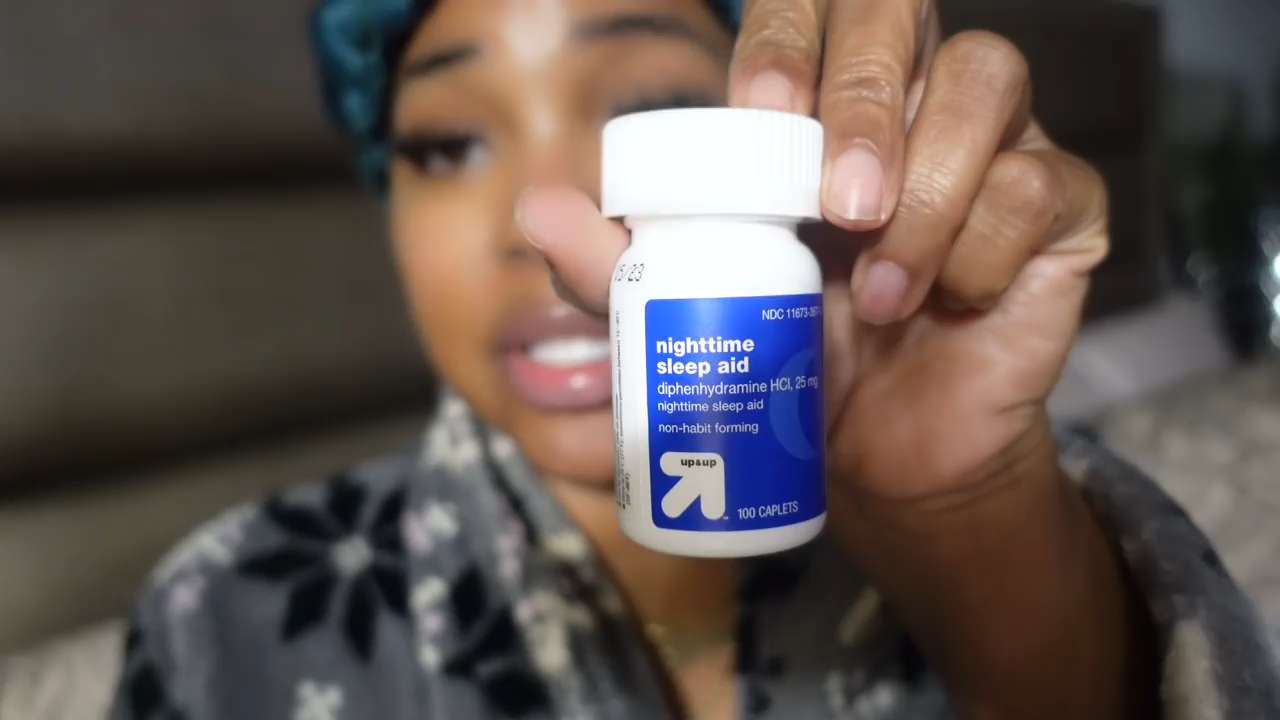 NDC 11673-
nighttime
sleep aid
diphenhydramine HCl, 25 mg
nighttime sleep aid
non-habit forming
up&up
100 CAPLETS